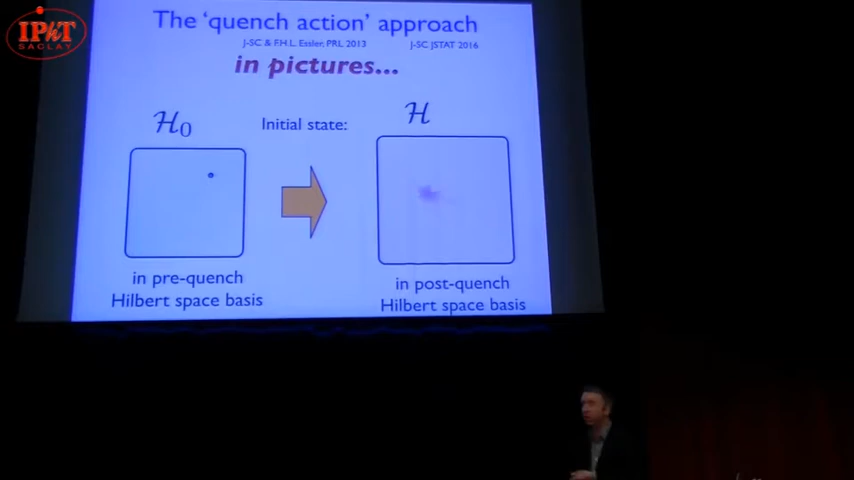 IPhT
SACLAY
The 'quench action' approach
J-SC & F.H.L. Essler, PRL 2013 J-SC JSTAT 2016
in pictures...
H0 Initial state: H
in pre-quench
Hilbert space basis
in post-quench
Hilbert space basis